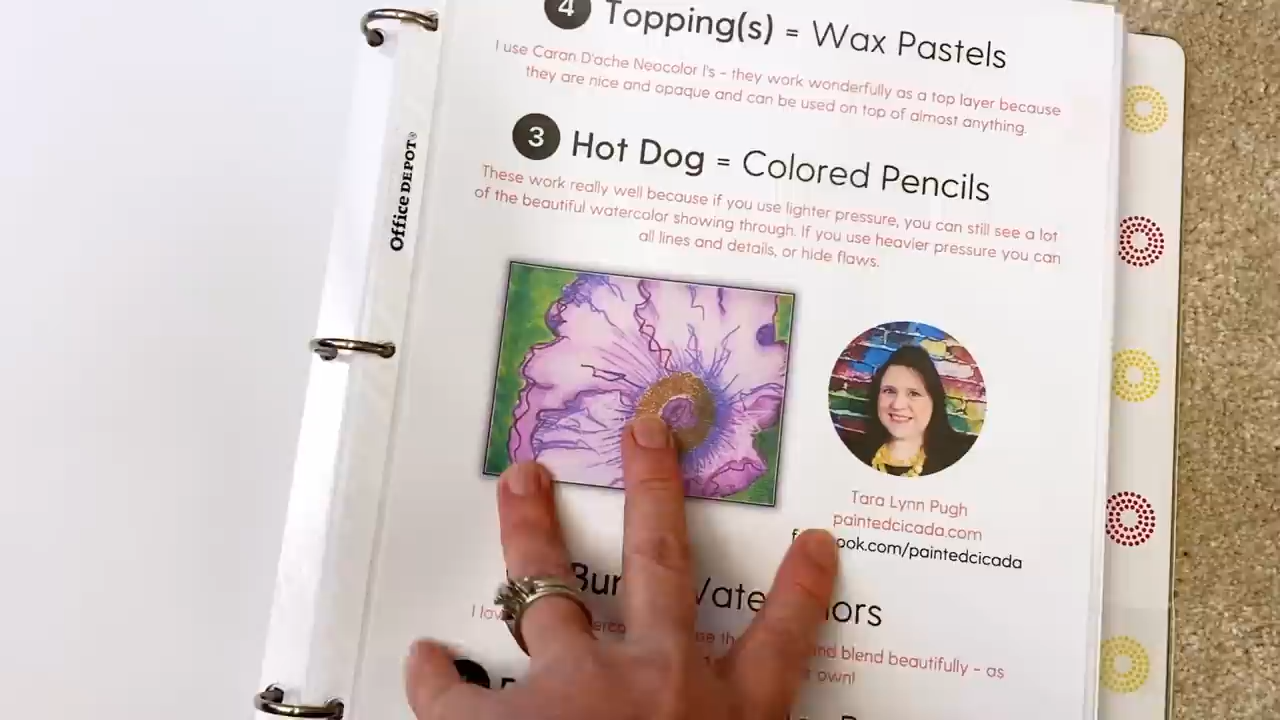 4 Topping(s) = Wax Pastels
I use Caran D'ache Neocolor I's - they work wonderfully as a top layer because
they are nice and opaque and can be used on top of almost anything.
3 Hot Dog = Colored Pencils
These work really well because if you use lighter pressure, you can still see a lot
of the beautiful watercolor showing through. If you use heavier pressure you can
all lines and details, or hide flaws.
Office DEPOT®
Tara Lynn Pugh
paintedcicada.com
ook.com/paintedcicada
and blend beautifully - as
own!